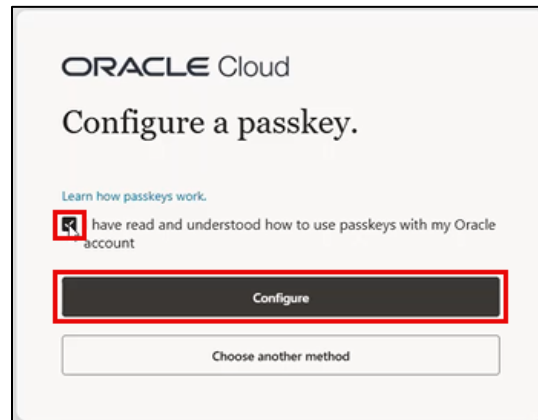 ORACLE Cloud
Configure a passkey.
Learn how passkeys work.
have read and understood how to use passkeys with my Oracle
account
Configure
Choose another method